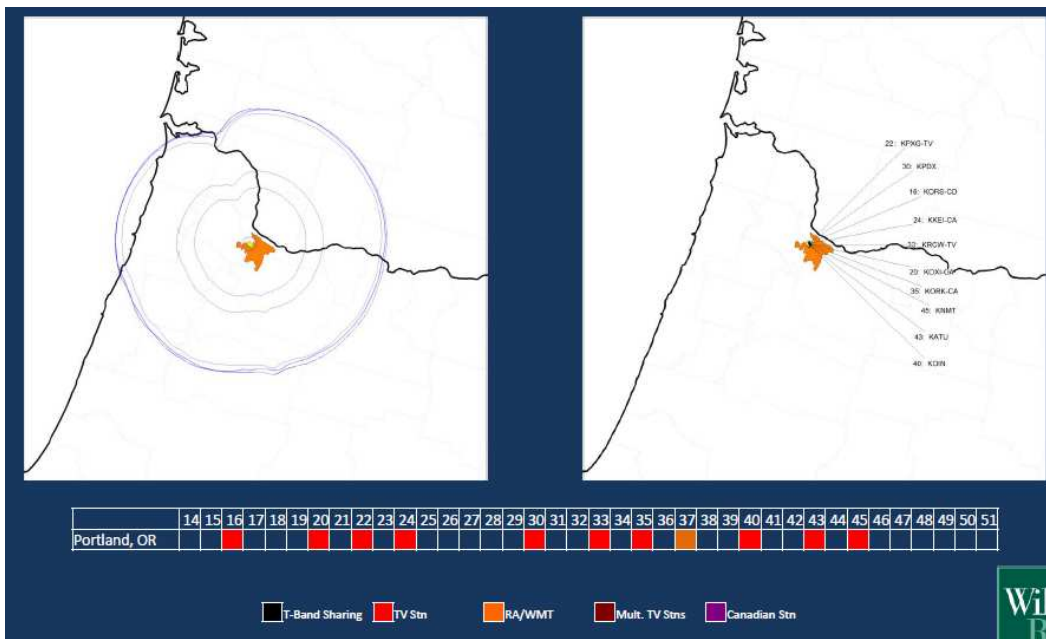 22: KPXG-TV
30: KPDX
16: KORS-CD
24: KKEI-CA
KRCW-TV
KOXI-CA
35: KORK-CA
45: KNMT
43: KATU
40: KOIN
14 15 16 17 18 19 20 21 22 23 24 25 26 27 28 29 30 31 32 33 34 35 36 37 38 39 40 41 42 43 44 45 46 47 48 49 50 51
Portland, OR
T-Band Sharing TV Stn RA/WMT Mult. TV Stns Canadian Stn
Wil